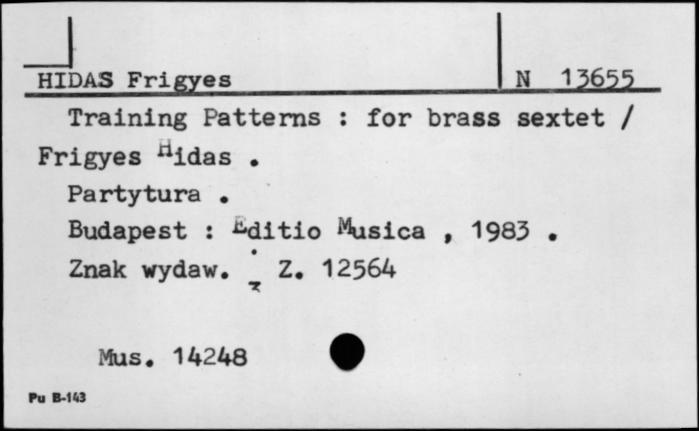 HIDAS Frigyes N 13655
Training Patterns : for brass sextet /
Frigyes Hidas .
Partytura .
Budapest : Editio Musica , 1983 .
Znak wydaw. : Z. 12564
Mus. 14248
Pu B-143